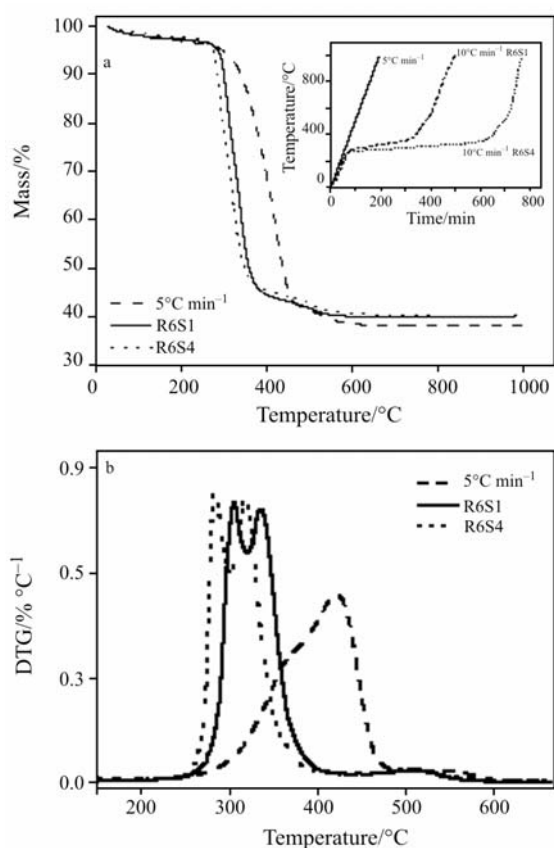 100
a
90
80
70
60
50
40
30
Mass/%
5°C min⁻¹
R6S1
R6S4
0 200 400 600 800 1000
Temperature/°C
Temperature/°C
800
400
200
0
5°C min⁻¹
10°C min⁻¹ R6S1
10°C min⁻¹ R6S4
0 200 400 600 800
Time/min
b
0.9
0.5
0.3
0.0
DTG/% °C⁻¹
5°C min⁻¹
R6S1
R6S4
200 300 400 500 600
Temperature/°C